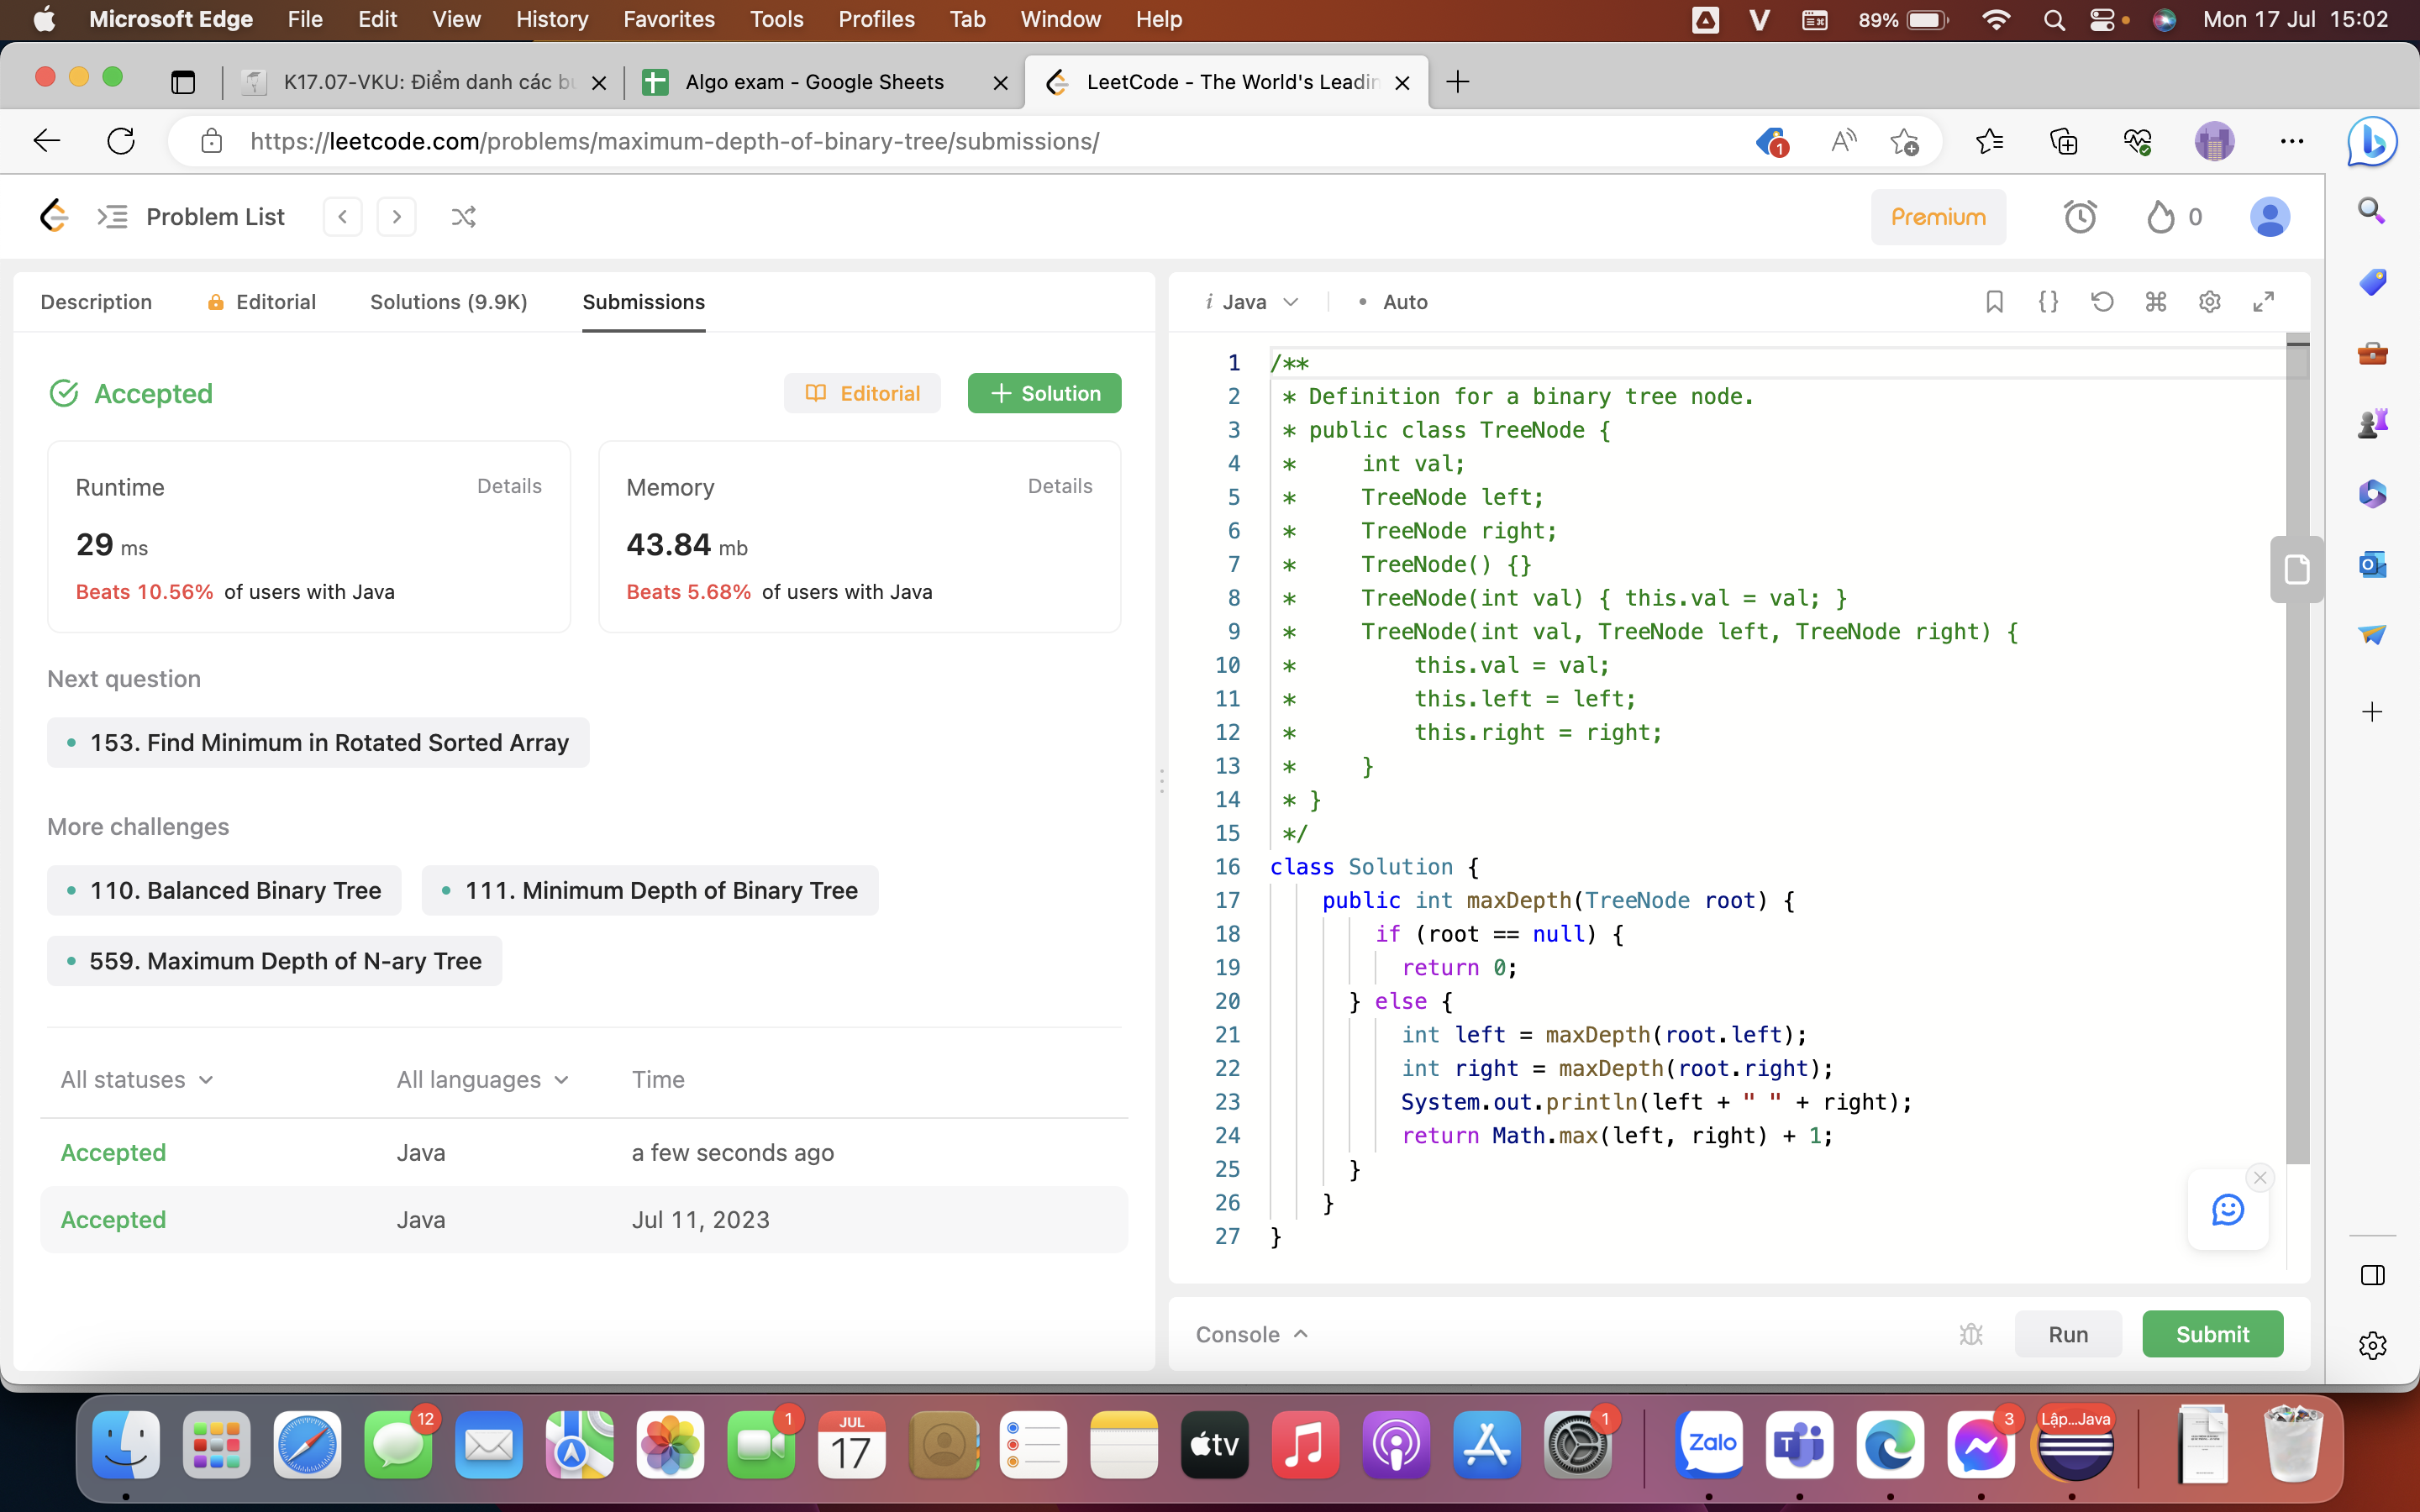 Microsoft Edge File Edit View History Favorites Tools Profiles Tab Window Help
89% Mon 17 Jul 15:02
K17.07-VKU: Điểm danh các bu
Algo exam - Google Sheets
LeetCode - The World's Leadin
https://leetcode.com/problems/maximum-depth-of-binary-tree/submissions/
1
Problem List
Premium
0
Description Editorial Solutions (9.9K) Submissions
Accepted
Editorial
Solution
Runtime Details
29 ms
Beats 10.56% of users with Java
Memory Details
43.84 mb
Beats 5.68% of users with Java
Next question
153. Find Minimum in Rotated Sorted Array
More challenges
110. Balanced Binary Tree
111. Minimum Depth of Binary Tree
559. Maximum Depth of N-ary Tree
All statuses All languages Time
Accepted Java a few seconds ago
Accepted Java Jul 11, 2023
i Java • Auto
1 /**
2 * Definition for a binary tree node.
3 * public class TreeNode {
4 *     int val;
5 *     TreeNode left;
6 *     TreeNode right;
7 *     TreeNode() {}
8 *     TreeNode(int val) { this.val = val; }
9 *     TreeNode(int val, TreeNode left, TreeNode right) {
10 *         this.val = val;
11 *         this.left = left;
12 *         this.right = right;
13 *     }
14 * }
15 */
16 class Solution {
17     public int maxDepth(TreeNode root) {
18         if (root == null) {
19           return 0;
20       } else {
21           int left = maxDepth(root.left);
22           int right = maxDepth(root.right);
23           System.out.println(left + " " + right);
24           return Math.max(left, right) + 1;
25       }
26     }
27 }
Console
Run
Submit
12
1
JUL
17
tv
1
Zalo
T
3
Lập...Java